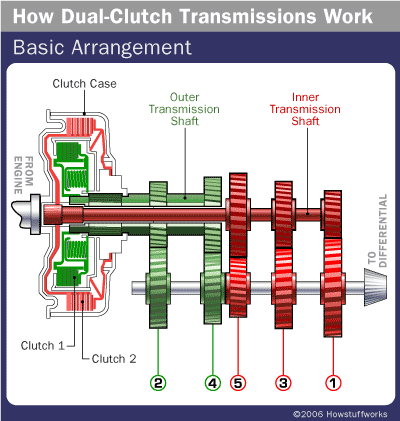 How Dual-Clutch Transmissions Work
Basic Arrangement
Clutch Case
Outer
Transmission
Shaft
Inner
Transmission
Shaft
FROM
ENGINE
TO
DIFFERENTIAL
Clutch 1
Clutch 2
2
4
5
3
1
©2006 Howstuffworks